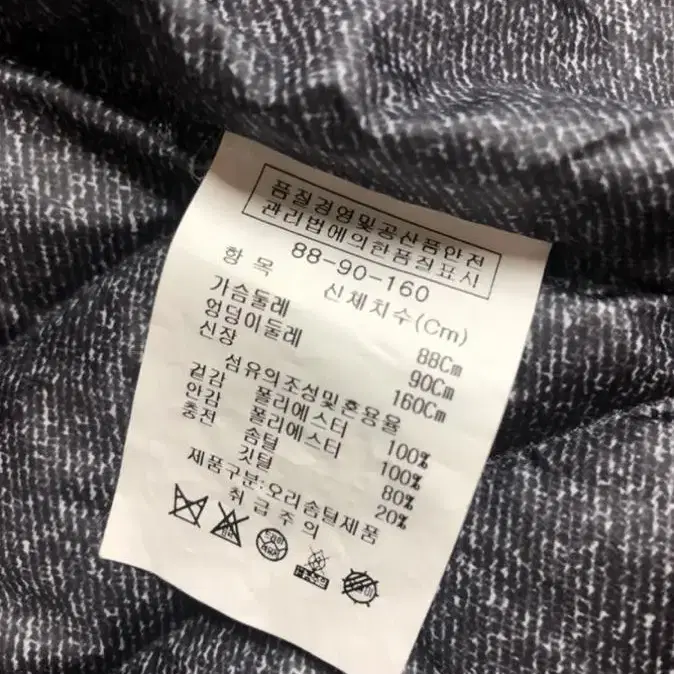 품질경영및공산품안전
관리법에의한품질표시
88-90-160
항 목 신체치수(Cm)
가슴둘레 88Cm
엉덩이둘레 90Cm
신장 160Cm
섬유의조성및혼용율
겉감 폴리에스터 100%
안감 폴리에스터 100%
충전 솜털 80%
깃털 20%
제품구분:오리솜털제품
취급주의